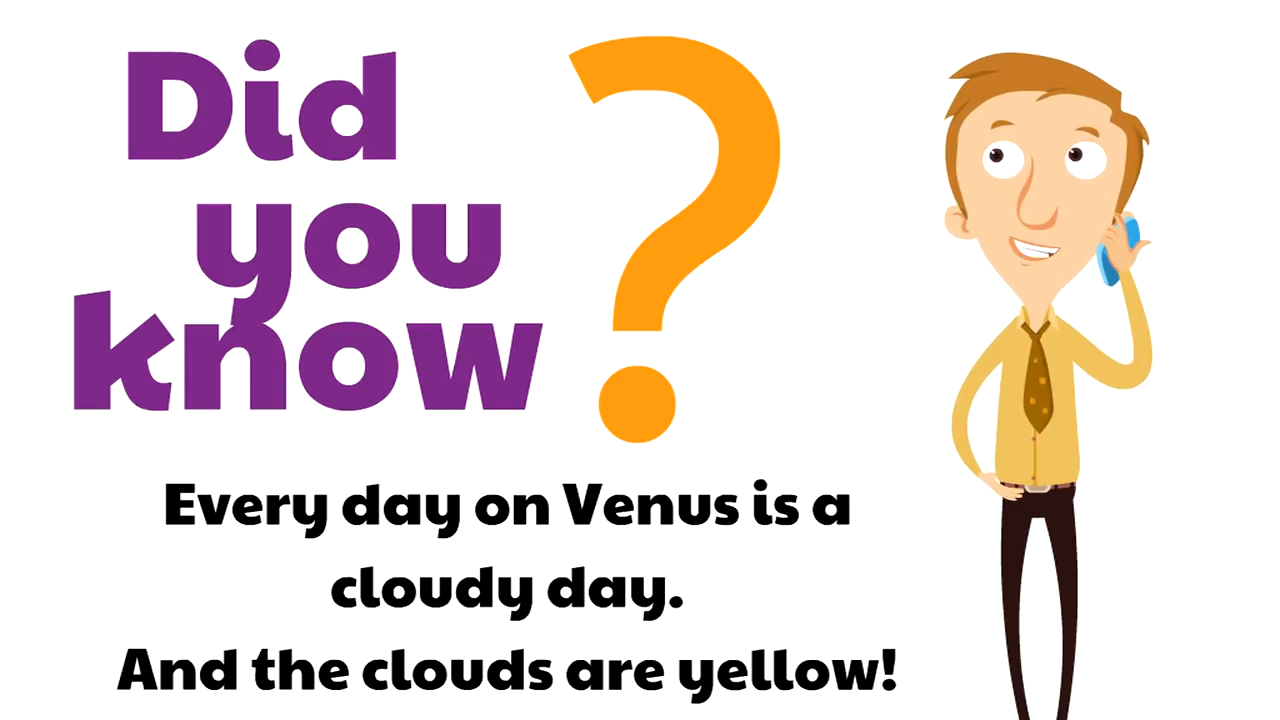 Did
you
know
?
Every day on Venus is a
cloudy day.
And the clouds are yellow!